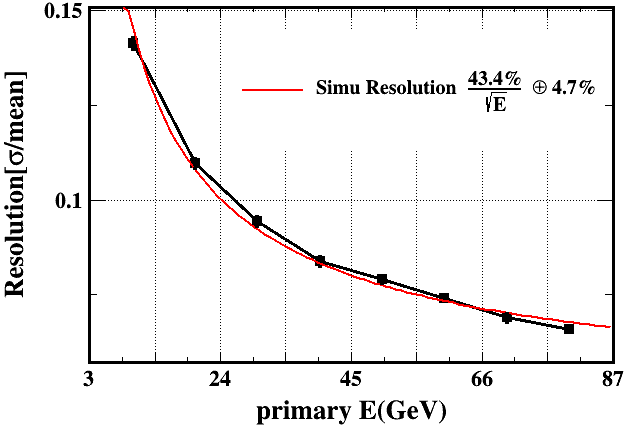 0.15
Simu Resolution 43.4%/√E ⊕ 4.7%
Resolution[σ/mean]
0.1
3 24 45 66 87
primary E(GeV)